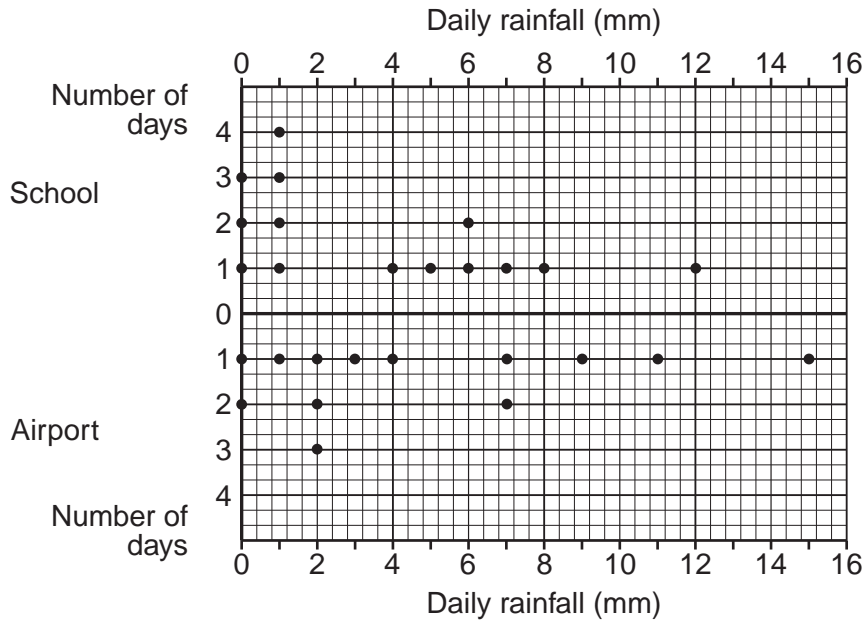 Daily rainfall (mm)
0 2 4 6 8 10 12 14 16
Number of
days
4
3
School
2
1
0
1
2
Airport
3
4
Number of
days
0 2 4 6 8 10 12 14 16
Daily rainfall (mm)